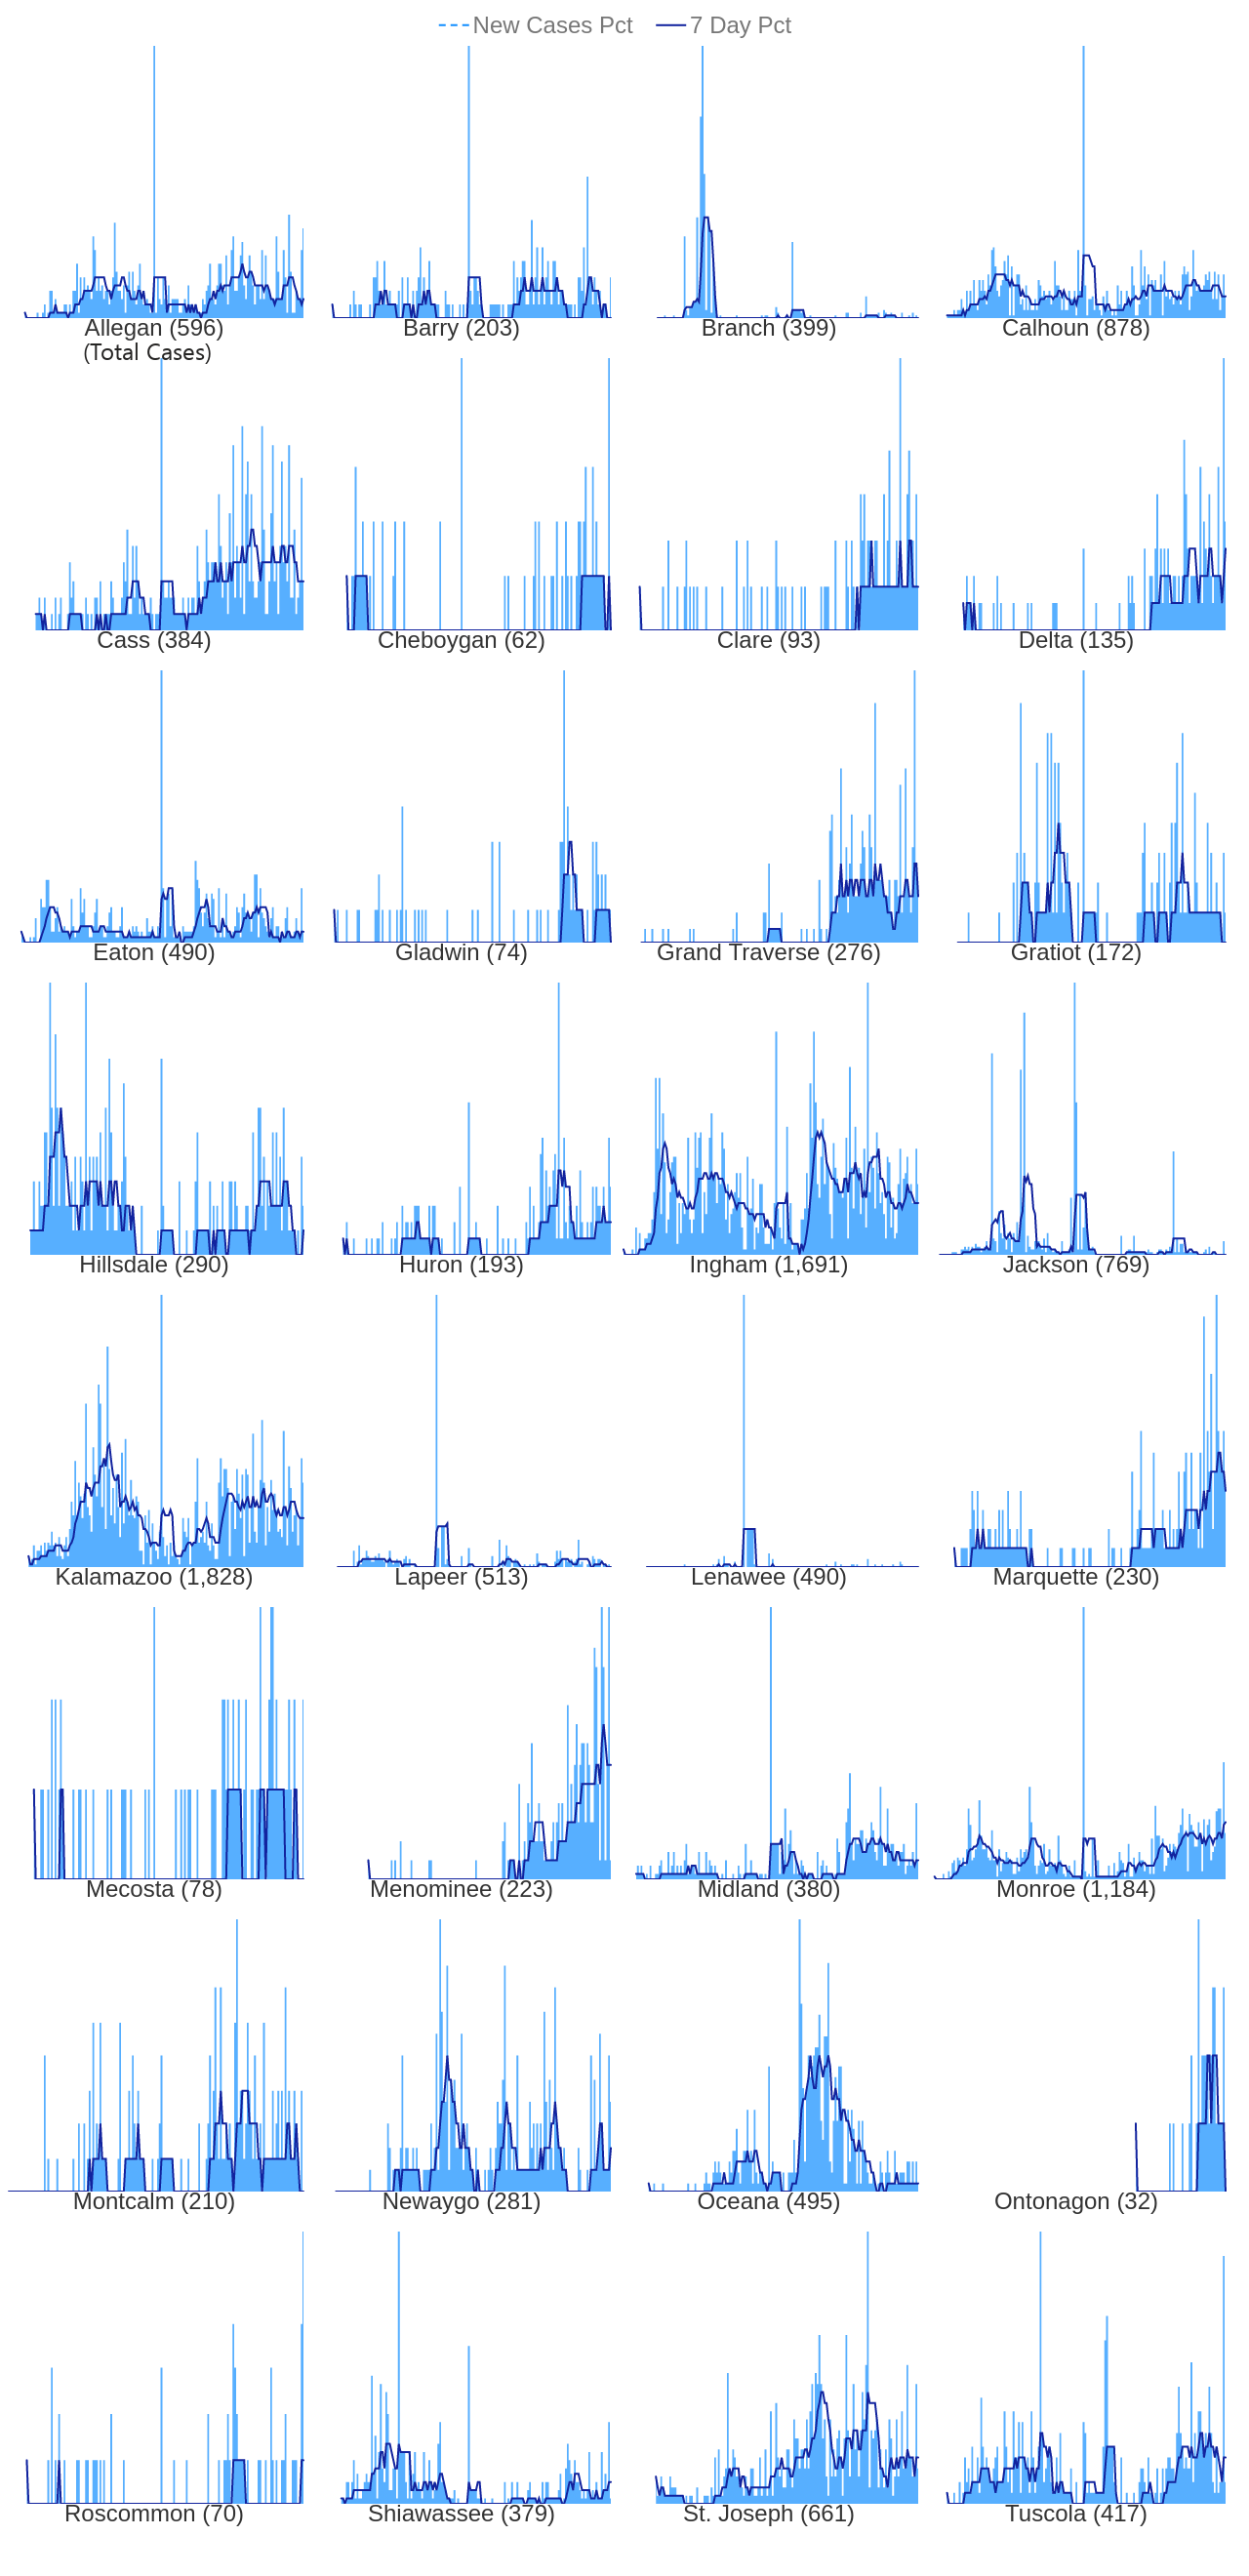 New Cases Pct 7 Day Pct
Allegan (596) Barry (203) Branch (399) Calhoun (878)
(Total Cases)
Cass (384) Cheboygan (62) Clare (93) Delta (135)
Eaton (490) Gladwin (74) Grand Traverse (276) Gratiot (172)
Hillsdale (290) Huron (193) Ingham (1,691) Jackson (769)
Kalamazoo (1,828) Lapeer (513) Lenawee (490) Marquette (230)
Mecosta (78) Menominee (223) Midland (380) Monroe (1,184)
Montcalm (210) Newaygo (281) Oceana (495) Ontonagon (32)
Roscommon (70) Shiawassee (379) St. Joseph (661) Tuscola (417)